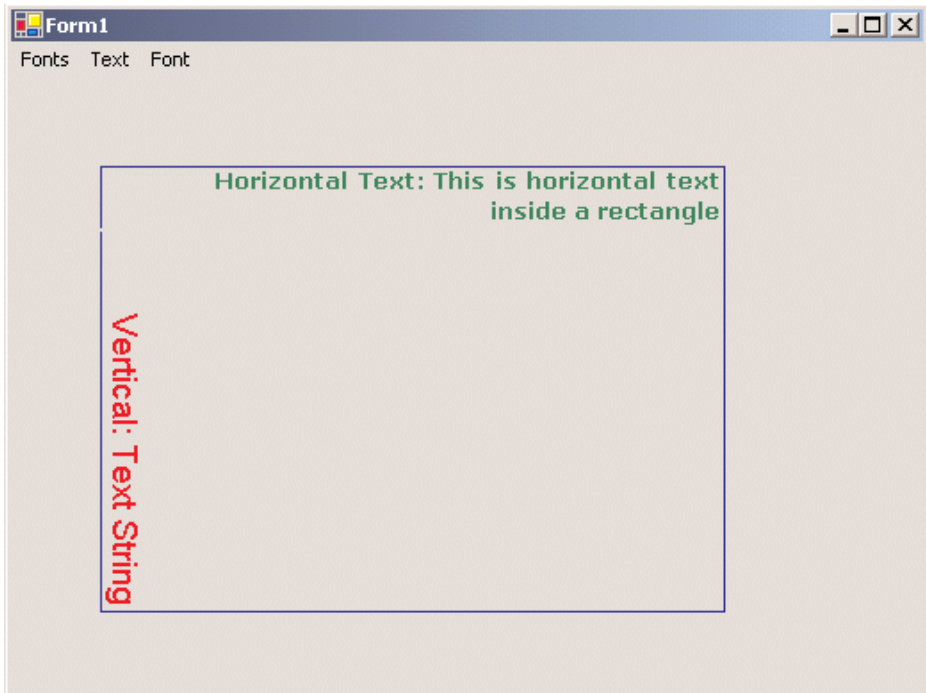 Form1
Fonts Text Font
Horizontal Text: This is horizontal text
inside a rectangle
Vertical: Text String